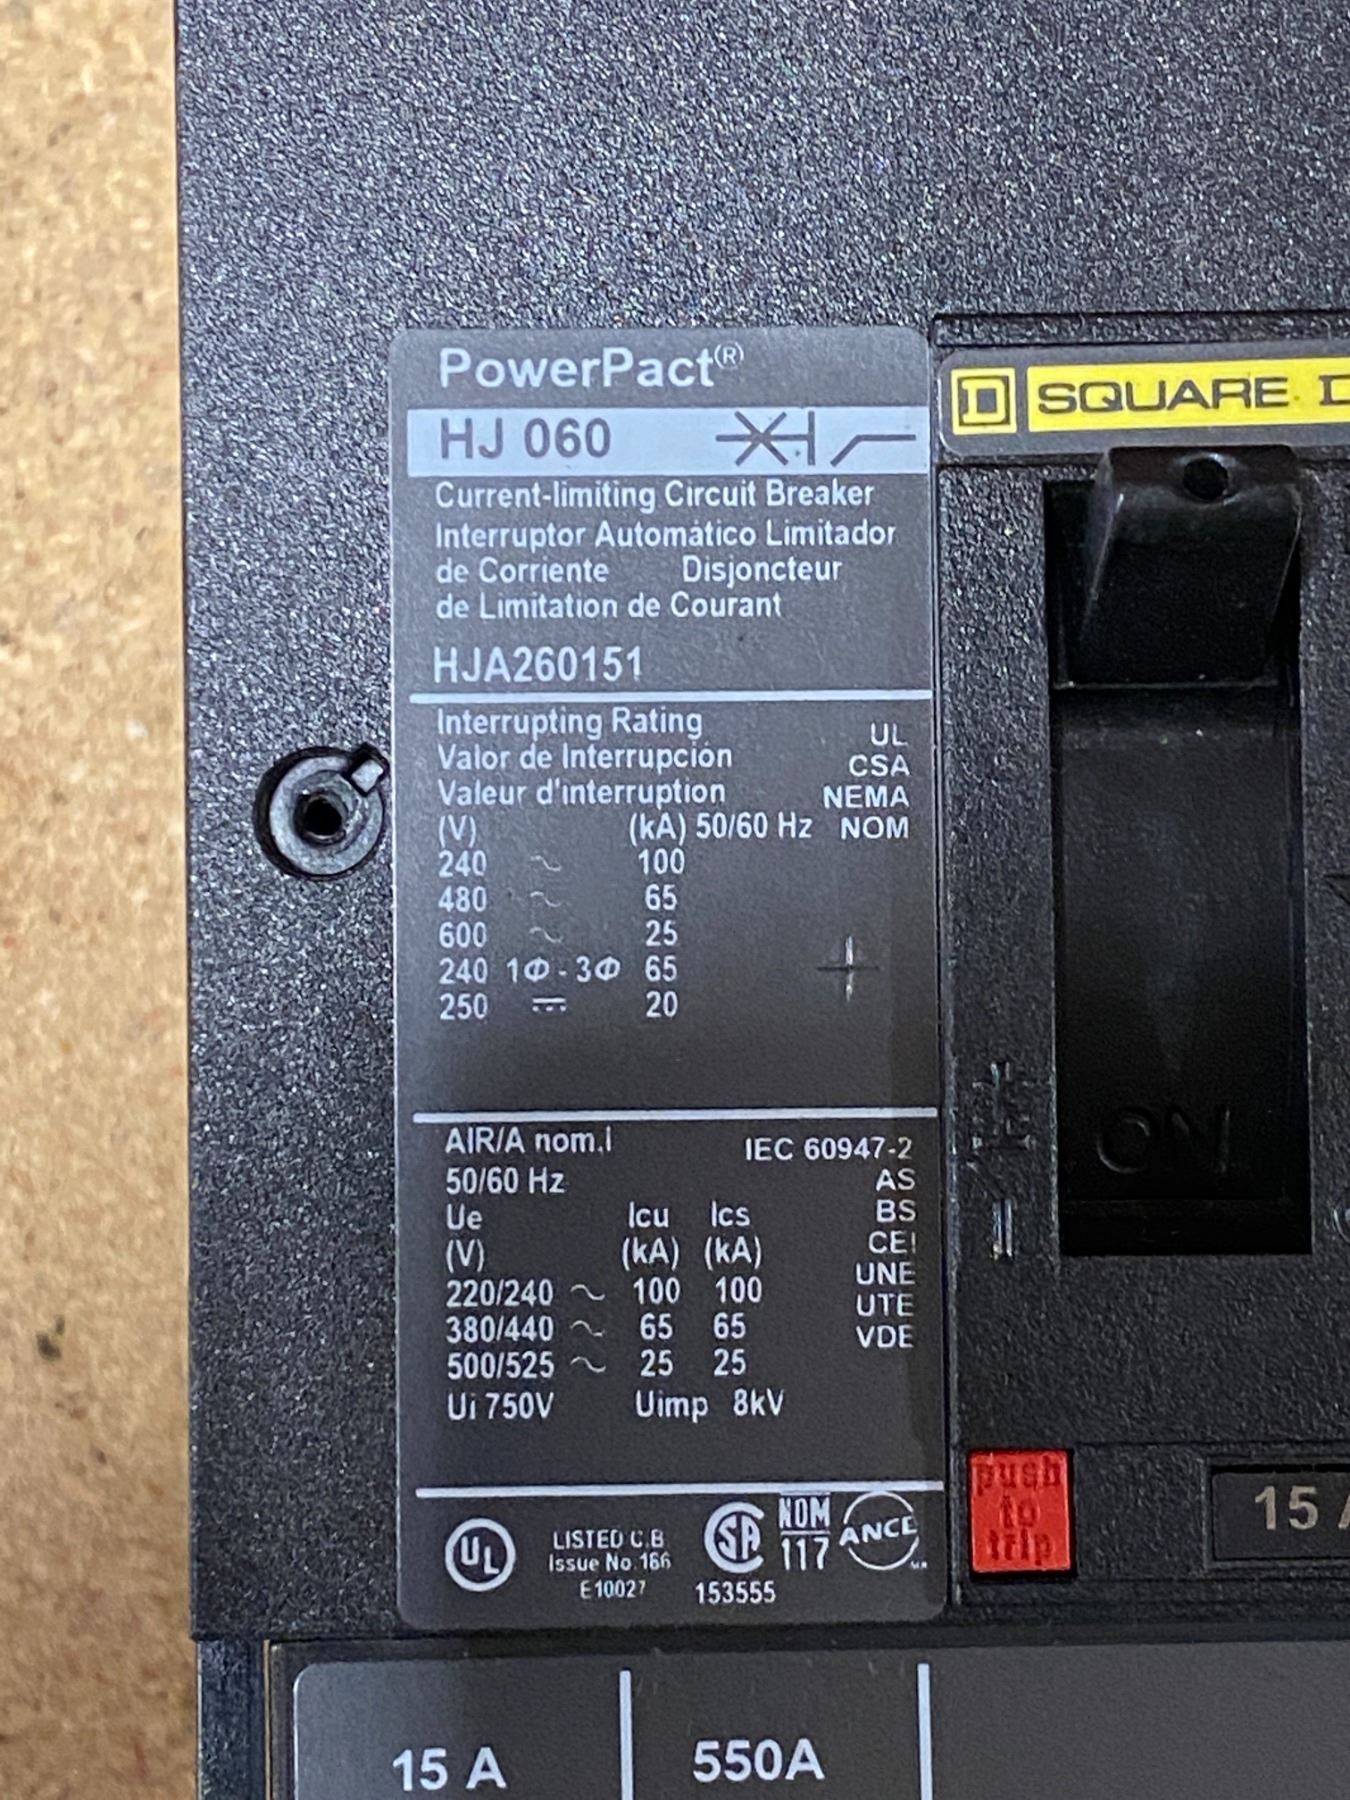 PowerPact(R)
HJ 060
Current-limiting Circuit Breaker
Interruptor Automático Limitador
de Corriente Disjoncteur
de Limitation de Courant
HJA260151
Interrupting Rating
Valor de Interrupción
Valeur d'interruption
(V) (kA) 50/60 Hz
240 ~ 100
480 ~ 65
600 ~ 25
240 1Φ - 3Φ 65
250 ⎓ 20
UL
CSA
NEMA
NOM
AIR/A nom.I
50/60 Hz
Ue Icu Ics
(V) (kA) (kA)
220/240 ~ 100 100
380/440 ~ 65 65
500/525 ~ 25 25
Ui 750V Uimp 8kV
IEC 60947-2
AS
BS
CEI
UNE
UTE
VDE
UL
LISTED C.B
Issue No.186
E10027
SA
153555
NOM
117
ANCE
D SQUARE D
ON
push
to
trip
15 A
15 A 550A